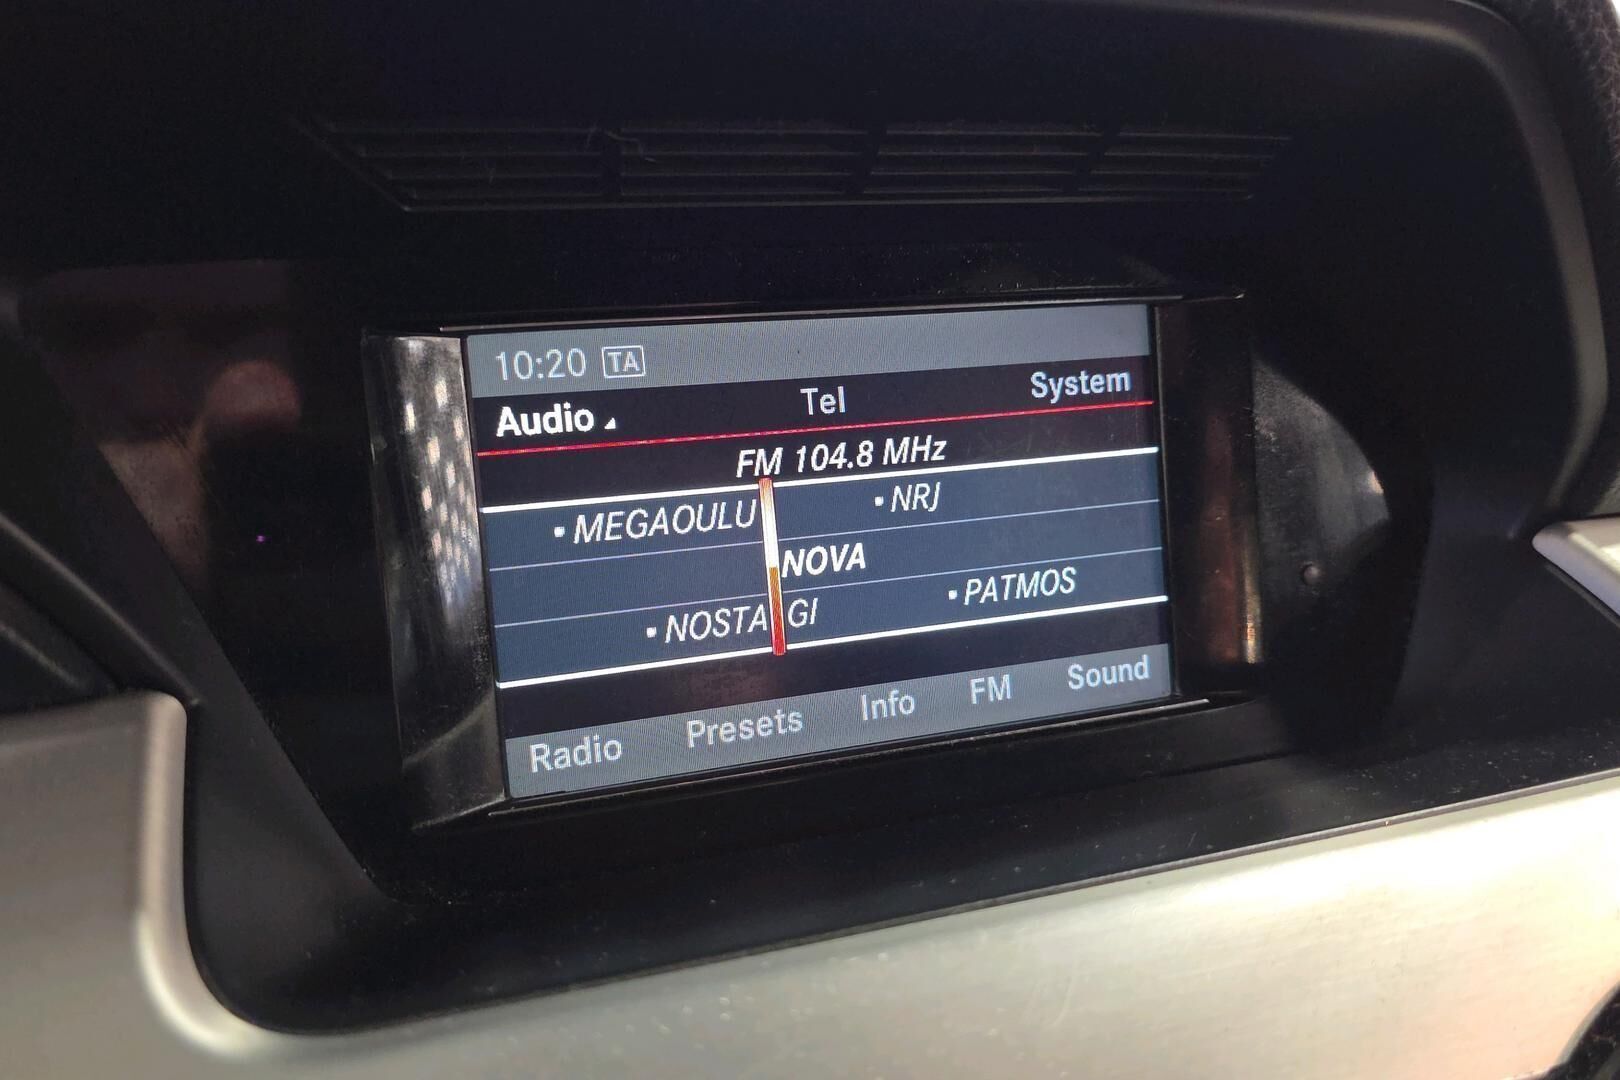 10:20 TA
Audio Tel System
FM 104.8 MHz
• MEGAOULU • NRJ
NOVA
• NOSTALGI • PATMOS
Radio Presets Info FM Sound